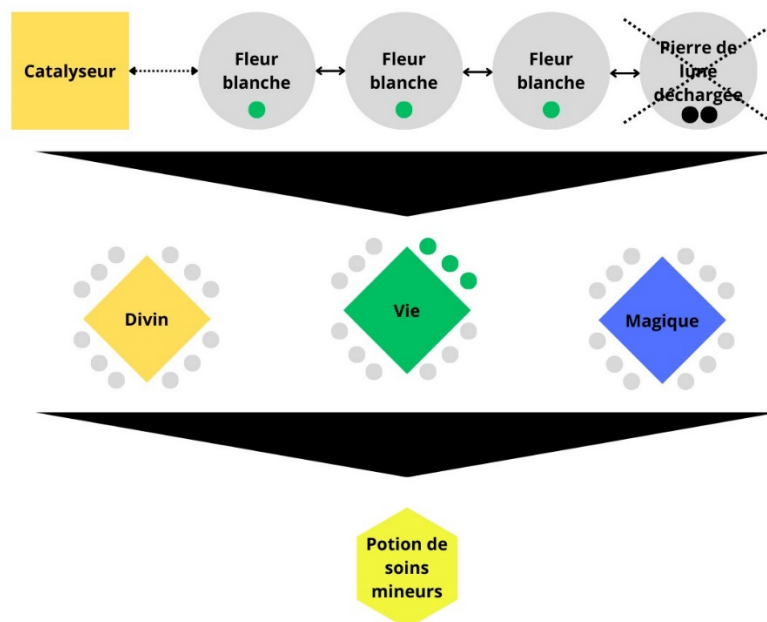 Catalyseur
Fleur
blanche
Fleur
blanche
Fleur
blanche
Pierre de
lune
déchargée
Divin
Vie
Magique
Potion de
soins
mineurs